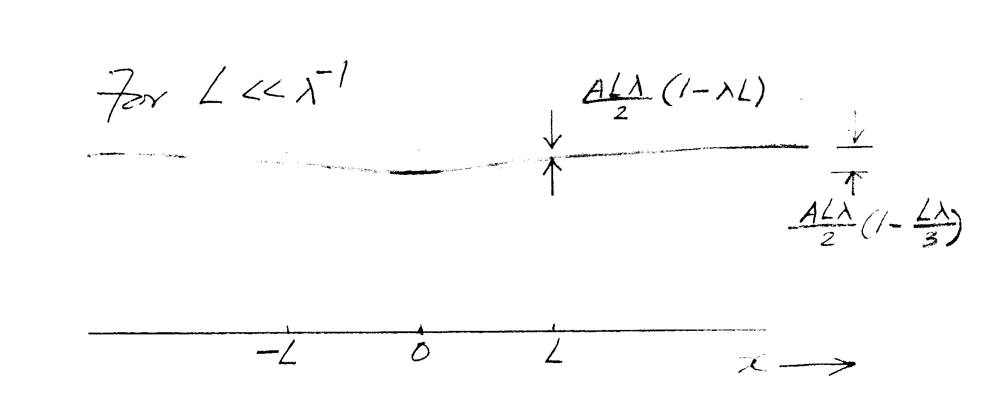 For L << λ⁻¹
ALλ/2 (1-λL)
ALλ/2 (1-Lλ/3)
-L 0 L
x →